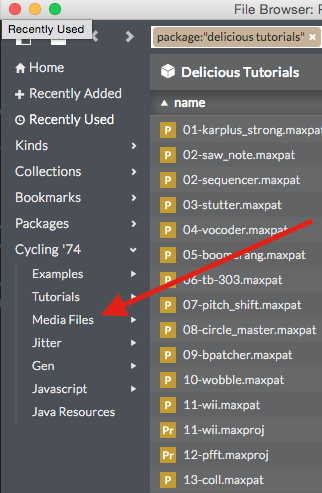 File Browser: F
Recently Used
package:"delicious tutorials" ×
Home
+ Recently Added
Recently Used
Kinds
Collections
Bookmarks
Packages
Cycling '74
Examples
Tutorials
Media Files
Jitter
Gen
Javascript
Java Resources
Delicious Tutorials
name
P 01-karplus_strong.maxpat
P 02-saw_note.maxpat
P 02-sequencer.maxpat
P 03-stutter.maxpat
P 04-vocoder.maxpat
P 05-boomerang.maxpat
P 06-tb-303.maxpat
P 07-pitch_shift.maxpat
P 08-circle_master.maxpat
P 09-bpatcher.maxpat
P 10-wobble.maxpat
P 11-wii.maxpat
Pr 11-wii.maxproj
Pr 12-pfft.maxproj
P 13-coll.maxpat